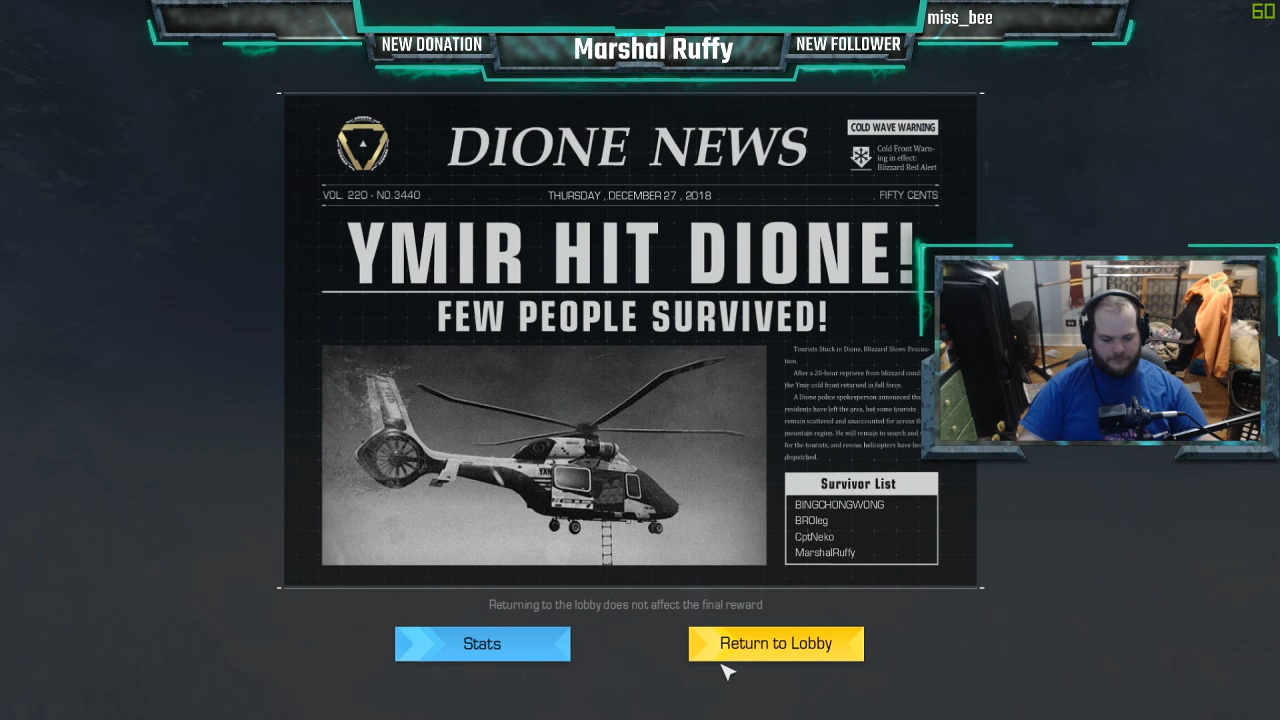 miss_bee
60
NEW DONATION
Marshal Ruffy
NEW FOLLOWER
DIONE NEWS
COLD WAVE WARNING
Cold Front Warn-
ing in effect:
Blizzard Red Alert
VOL. 220 - NO.3440
THURSDAY , DECEMBER 27 , 2018
FIFTY CENTS
YMIR HIT DIONE!
FEW PEOPLE SURVIVED!
Tourists Stuck in Dione, Blizzard Slows Evacua-
tion.
After a 20-hour reprieve from blizzard
the Ymir cold front returned in full force.
A Dione police spokesperson announced
residents have left the area, but some tourists
remain scattered and unaccounted for across
mountain region. He will remain to search and
for the tourists, and rescue helicopters have
dispatched.
Survivor List
BINGCHONGWONG
BROleg
CptNeko
MarshalRuffy
Returning to the lobby does not affect the final reward
Stats
Return to Lobby